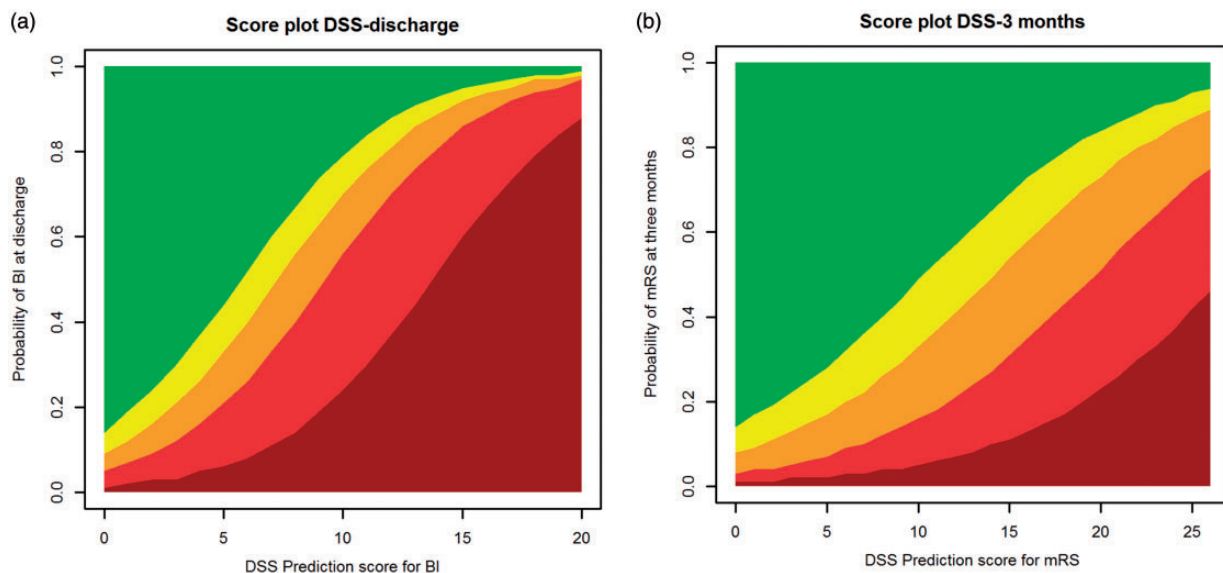 (a)
Score plot DSS-discharge
Probability of BI at discharge
1.0
0.8
0.6
0.4
0.2
0.0
0 5 10 15 20
DSS Prediction score for BI
(b)
Score plot DSS-3 months
Probability of mRS at three months
1.0
0.8
0.6
0.4
0.2
0.0
0 5 10 15 20 25
DSS Prediction score for mRS